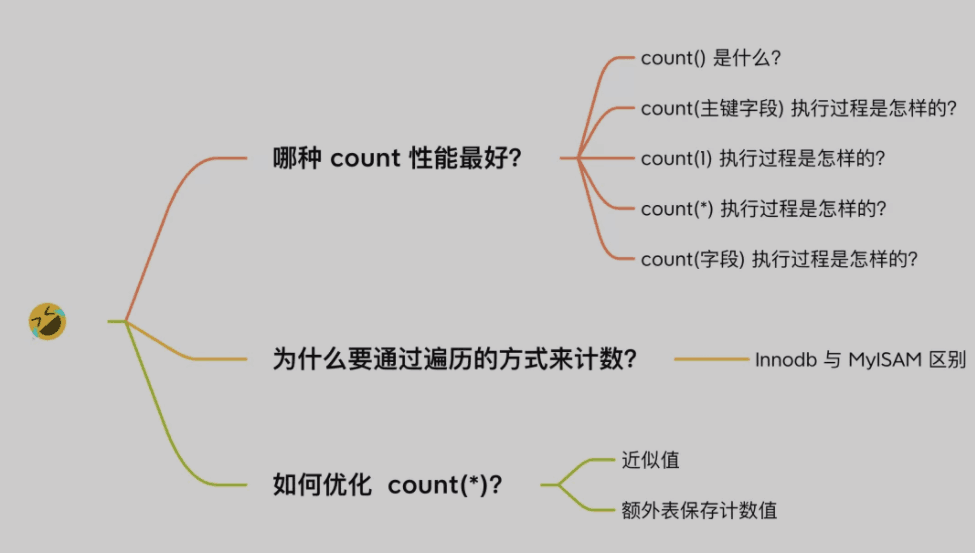 哪种 count 性能最好?
count() 是什么?
count(主键字段) 执行过程是怎样的?
count(1) 执行过程是怎样的?
count(*) 执行过程是怎样的?
count(字段) 执行过程是怎样的?
为什么要通过遍历的方式来计数?
Innodb 与 MyISAM 区别
如何优化 count(*)?
近似值
额外表保存计数值